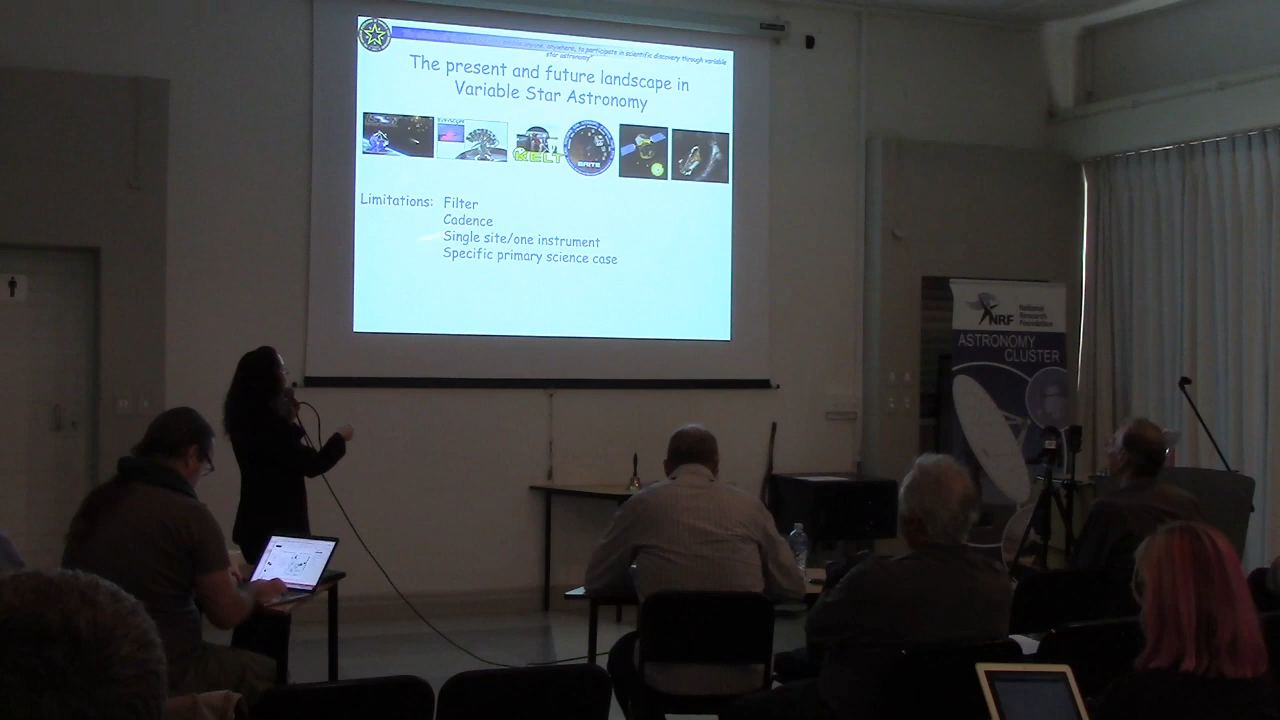 anyone, anywhere, to participate in scientific discovery through variable
star astronomy"
The present and future landscape in
Variable Star Astronomy
KELT
BRITE
Limitations: Filter
Cadence
Single site/one instrument
Specific primary science case
NRF
National
Research
Foundation
ASTRONOMY
CLUSTER